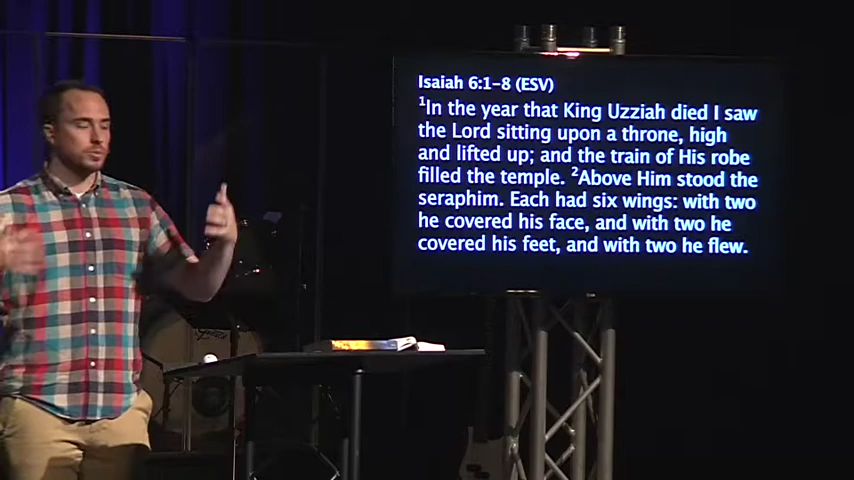 Isaiah 6:1-8 (ESV)
¹In the year that King Uzziah died I saw
the Lord sitting upon a throne, high
and lifted up; and the train of His robe
filled the temple. ²Above Him stood the
seraphim. Each had six wings: with two
he covered his face, and with two he
covered his feet, and with two he flew.